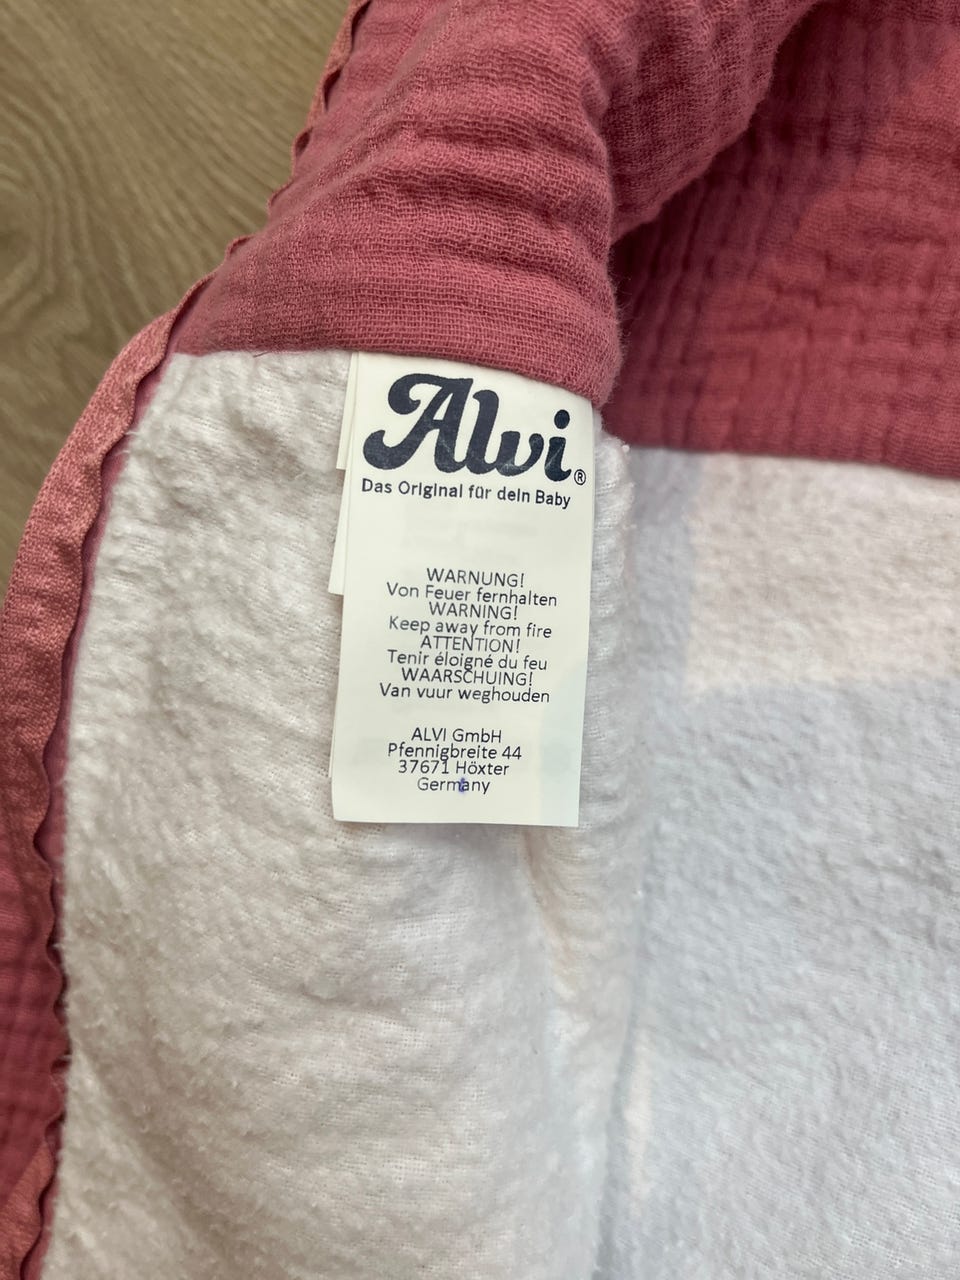 Alvi®
Das Original für dein Baby
WARNUNG!
Von Feuer fernhalten
WARNING!
Keep away from fire
ATTENTION!
Tenir éloigné du feu
WAARSCHUING!
Van vuur weghouden
ALVI GmbH
Pfennigbreite 44
37671 Höxter
Germany